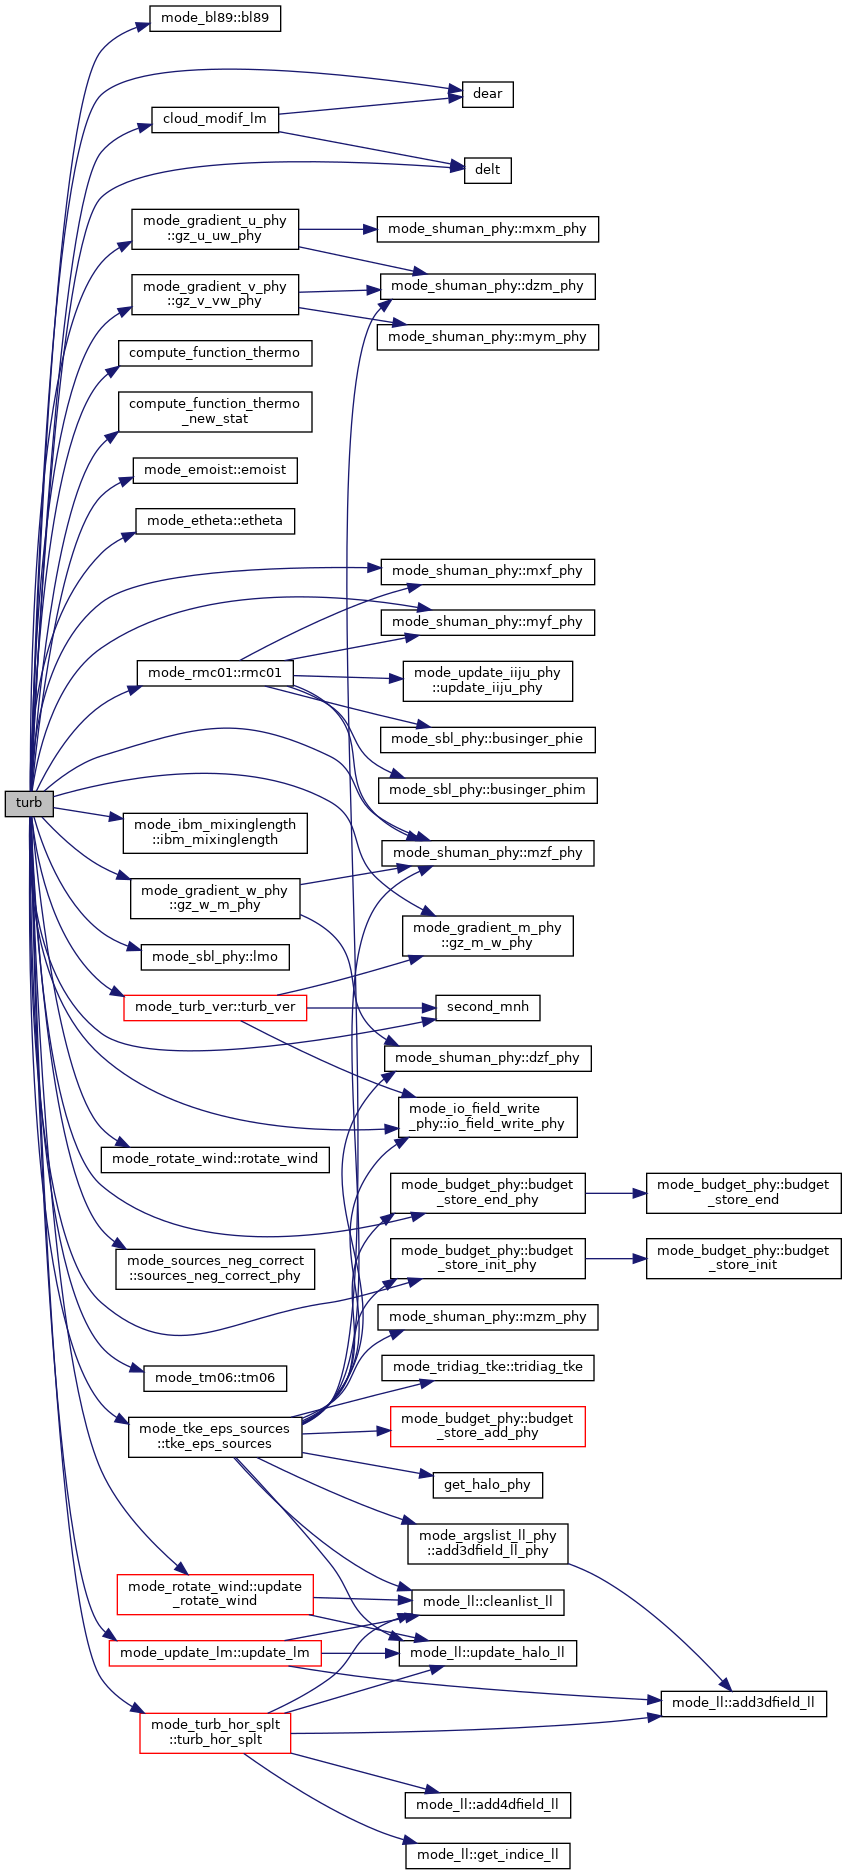 mode_bl89::bl89
dear
cloud_modif_lm
delt
mode_gradient_u_phy
::gz_u_uw_phy
mode_shuman_phy::mxm_phy
mode_shuman_phy::dzm_phy
mode_gradient_v_phy
::gz_v_vw_phy
mode_shuman_phy::mym_phy
compute_function_thermo
compute_function_thermo
_new_stat
mode_emoist::emoist
mode_etheta::etheta
mode_shuman_phy::mxf_phy
mode_shuman_phy::myf_phy
mode_rmc01::rmc01
mode_update_iiju_phy
::update_iiju_phy
mode_sbl_phy::businger_phie
mode_sbl_phy::businger_phim
turb
mode_ibm_mixinglength
::ibm_mixinglength
mode_shuman_phy::mzf_phy
mode_gradient_w_phy
::gz_w_m_phy
mode_gradient_m_phy
::gz_m_w_phy
mode_sbl_phy::lmo
mode_turb_ver::turb_ver
second_mnh
mode_shuman_phy::dzf_phy
mode_io_field_write
_phy::io_field_write_phy
mode_rotate_wind::rotate_wind
mode_budget_phy::budget
_store_end_phy
mode_budget_phy::budget
_store_end
mode_sources_neg_correct
::sources_neg_correct_phy
mode_budget_phy::budget
_store_init_phy
mode_budget_phy::budget
_store_init
mode_shuman_phy::mzm_phy
mode_tm06::tm06
mode_tridiag_tke::tridiag_tke
mode_tke_eps_sources
::tke_eps_sources
mode_budget_phy::budget
_store_add_phy
get_halo_phy
mode_argslist_ll_phy
::add3dfield_ll_phy
mode_rotate_wind::update
_rotate_wind
mode_ll::cleanlist_ll
mode_update_lm::update_lm
mode_ll::update_halo_ll
mode_ll::add3dfield_ll
mode_turb_hor_splt
::turb_hor_splt
mode_ll::add4dfield_ll
mode_ll::get_indice_ll